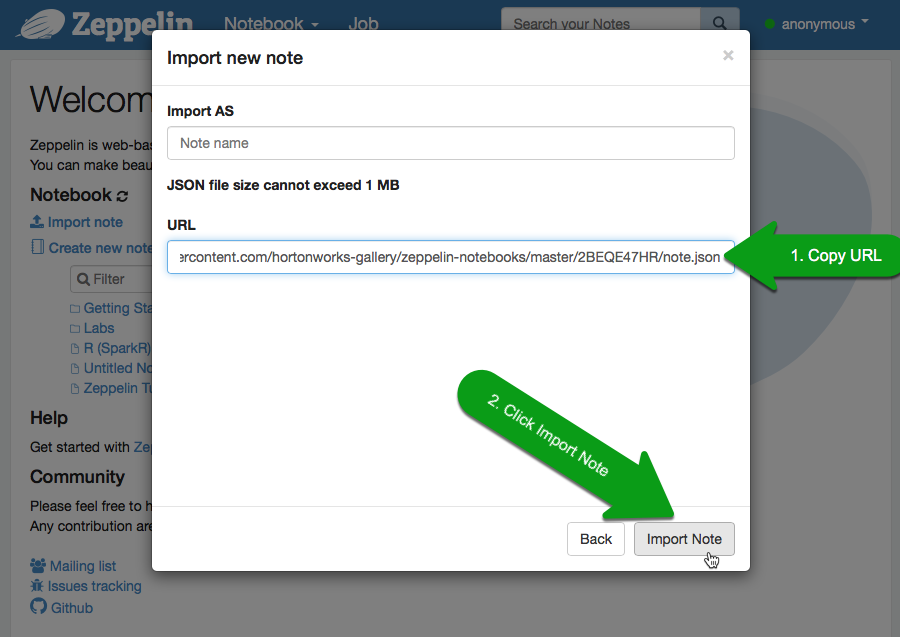 Zeppelin Notebook Job Search your Notes anonymous
Import new note ×
Welcom
Import AS
Note name
Zeppelin is web-bas
You can make beau
JSON file size cannot exceed 1 MB
Notebook
Import note
URL
Create new note
ercontent.com/hortonworks-gallery/zeppelin-notebooks/master/2BEQE47HR/note.json
1. Copy URL
Filter
Getting Sta
Labs
R (SparkR)
Untitled No
Zeppelin Tu
2. Click Import Note
Help
Get started with Zep
Community
Please feel free to h
Any contribution are
Back Import Note
Mailing list
Issues tracking
Github